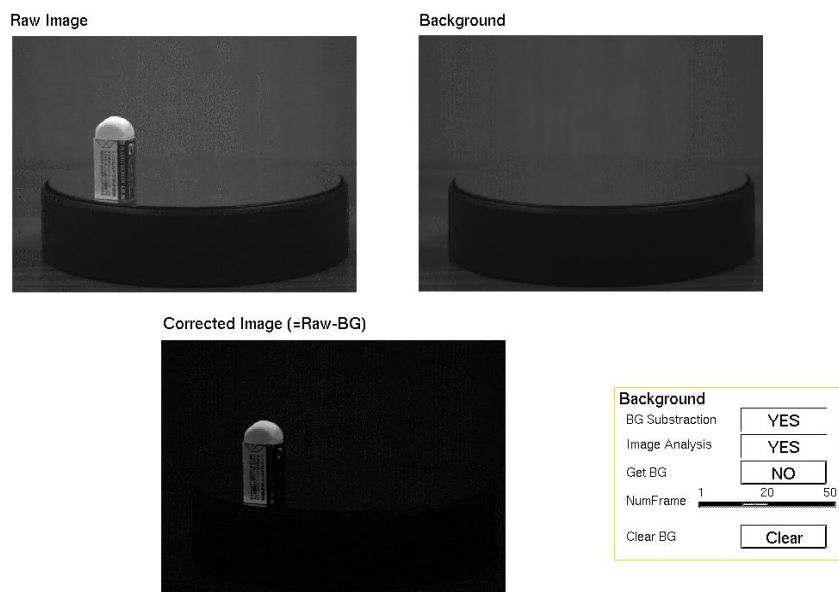 Raw Image
Background
Corrected Image (=Raw-BG)
Background
BG Substraction YES
Image Analysis YES
Get BG NO
NumFrame 1 20 50
Clear BG Clear